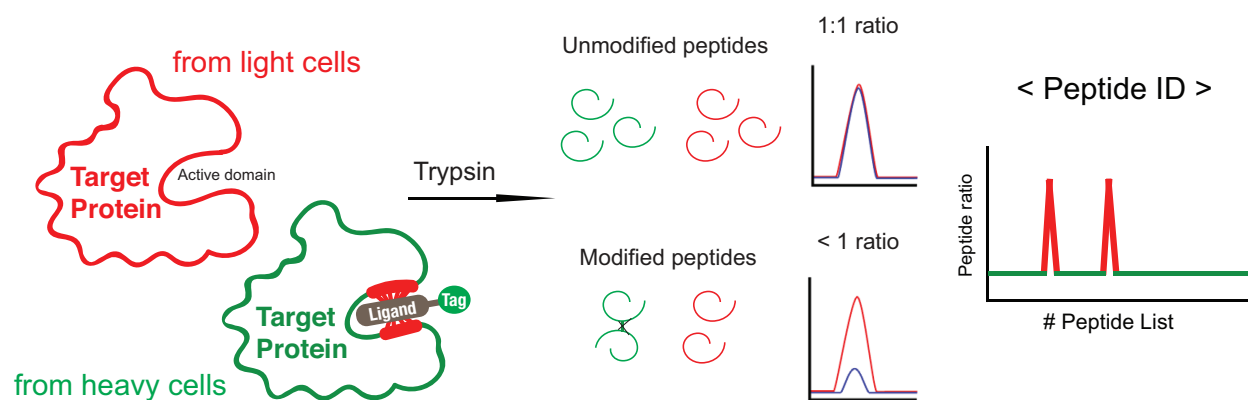 from light cells
Target
Protein
Active domain
Ligand
Tag
Target
Protein
from heavy cells
Trypsin
Unmodified peptides
1:1 ratio
Modified peptides
< 1 ratio
< Peptide ID >
Peptide ratio
# Peptide List